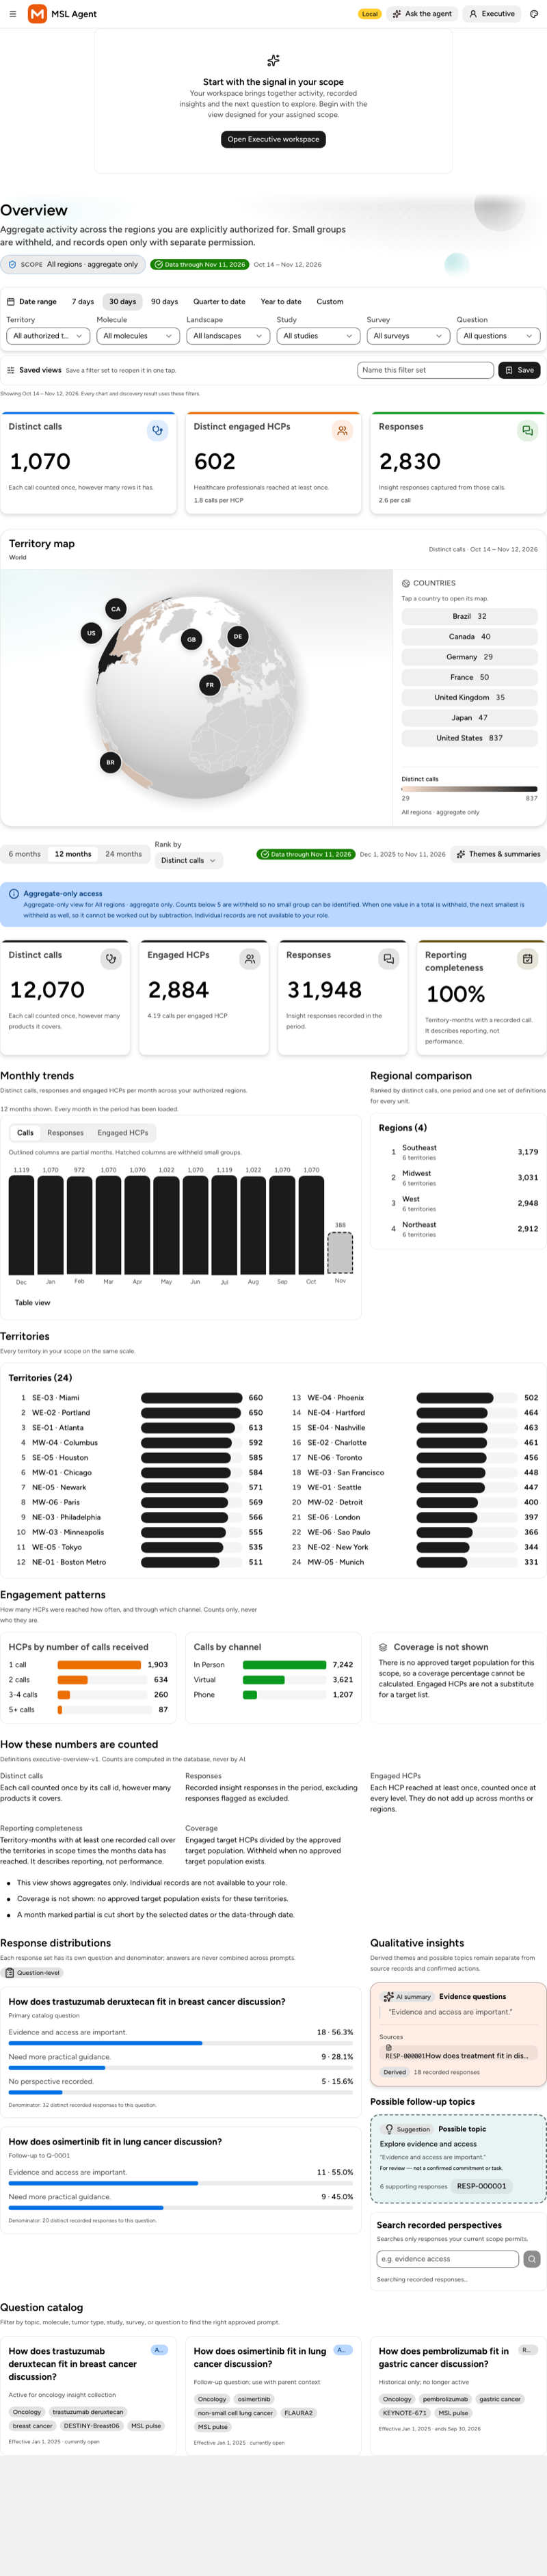 MSL Agent
Local
Ask the agent
Executive
Start with the signal in your scope
Your workspace brings together activity, recorded
insights and the next question to explore. Begin with the
view designed for your assigned scope.
Open Executive workspace
Overview
Aggregate activity across the regions you are explicitly authorized for. Small groups
are withheld, and records open only with separate permission.
SCOPE All regions · aggregate only
Data through Nov 11, 2026
Oct 14 – Nov 12, 2026
Date range
7 days
30 days
90 days
Quarter to date
Year to date
Custom
Territory
Molecule
Landscape
Study
Survey
Question
All authorized t...
All molecules
All landscapes
All studies
All surveys
All questions
Saved views
Save a filter set to reopen it in one tap.
Name this filter set
Save
Showing Oct 14 – Nov 12, 2026. Every chart and discovery result uses these filters.
Distinct calls
1,070
Each call counted once, however many rows it has.
Distinct engaged HCPs
602
Healthcare professionals reached at least once.
1.8 calls per HCP
Responses
2,830
Insight responses captured from those calls.
2.6 per call
Territory map
World
Distinct calls · Oct 14 – Nov 12, 2026
CA
US
GB
DE
FR
BR
COUNTRIES
Tap a country to open its map.
Brazil 32
Canada 40
Germany 29
France 50
United Kingdom 35
Japan 47
United States 837
Distinct calls
29
837
All regions · aggregate only
6 months
12 months
24 months
Rank by
Distinct calls
Data through Nov 11, 2026
Dec 1, 2025 to Nov 11, 2026
Themes & summaries
Aggregate-only access
Aggregate-only view for All regions · aggregate only. Counts below 5 are withheld so no small group can be identified. When one value in a total is withheld, the next smallest is
withheld as well, so it cannot be worked out by subtraction. Individual records are not available to your role.
Distinct calls
12,070
Each call counted once, however many
products it covers.
Engaged HCPs
2,884
4.19 calls per engaged HCP
Responses
31,948
Insight responses recorded in the
period.
Reporting
completeness
100%
Territory-months with a recorded call.
It describes reporting, not
performance.
Monthly trends
Distinct calls, responses and engaged HCPs per month across your authorized regions.
12 months shown. Every month in the period has been loaded.
Calls
Responses
Engaged HCPs
Outlined columns are partial months. Hatched columns are withheld small groups.
1,119
1,070
972
1,070
1,070
1,022
1,070
1,119
1,022
1,070
1,070
388
Dec
Jan
Feb
Mar
Apr
May
Jun
Jul
Aug
Sep
Oct
Nov
Table view
Regional comparison
Ranked by distinct calls, one period and one set of definitions
for every unit.
Regions (4)
1 Southeast 3,179
6 territories
2 Midwest 3,031
6 territories
3 West 2,948
6 territories
4 Northeast 2,912
6 territories
Territories
Every territory in your scope on the same scale.
Territories (24)
1 SE-03 · Miami 660
2 WE-02 · Portland 650
3 SE-01 · Atlanta 613
4 MW-04 · Columbus 592
5 SE-05 · Houston 585
6 MW-01 · Chicago 584
7 NE-05 · Newark 571
8 MW-06 · Paris 569
9 NE-03 · Philadelphia 566
10 MW-03 · Minneapolis 555
11 WE-05 · Tokyo 535
12 NE-01 · Boston Metro 511
13 WE-04 · Phoenix 502
14 NE-04 · Hartford 464
15 SE-04 · Nashville 463
16 SE-02 · Charlotte 461
17 NE-06 · Toronto 456
18 WE-03 · San Francisco 448
19 WE-01 · Seattle 447
20 MW-02 · Detroit 400
21 SE-06 · London 397
22 WE-06 · Sao Paulo 366
23 NE-02 · New York 344
24 MW-05 · Munich 331
Engagement patterns
How many HCPs were reached how often, and through which channel. Counts only, never
who they are.
HCPs by number of calls received
1 call 1,903
2 calls 634
3-4 calls 260
5+ calls 87
Calls by channel
In Person 7,242
Virtual 3,621
Phone 1,207
Coverage is not shown
There is no approved target population for this
scope, so a coverage percentage cannot be
calculated. Engaged HCPs are not a substitute
for a target list.
How these numbers are counted
Definitions executive-overview-v1. Counts are computed in the database, never by AI.
Distinct calls
Each call counted once by its call id, however many
products it covers.
Responses
Recorded insight responses in the period, excluding
responses flagged as excluded.
Engaged HCPs
Each HCP reached at least once, counted once at
every level. They do not add up across months or
regions.
Reporting completeness
Territory-months with at least one recorded call over
the territories in scope times the months data has
reached. It describes reporting, not performance.
Coverage
Engaged target HCPs divided by the approved
target population. Withheld when no approved
target population exists.
This view shows aggregates only. Individual records are not available to your role.
Coverage is not shown: no approved target population exists for these territories.
A month marked partial is cut short by the selected dates or the data-through date.
Response distributions
Each response set has its own question and denominator; answers are never combined across prompts.
Question-level
How does trastuzumab deruxtecan fit in breast cancer discussion?
Primary catalog question
Evidence and access are important. 18 · 56.3%
Need more practical guidance. 9 · 28.1%
No perspective recorded. 5 · 15.6%
Denominator: 32 distinct recorded responses to this question.
How does osimertinib fit in lung cancer discussion?
Follow-up to Q-0001
Evidence and access are important. 11 · 55.0%
Need more practical guidance. 9 · 45.0%
Denominator: 20 distinct recorded responses to this question.
Qualitative insights
Derived themes and possible topics remain separate from
source records and confirmed actions.
AI summary
Evidence questions
"Evidence and access are important."
Sources
RESP-000001 How does treatment fit in dis...
Derived
18 recorded responses
Possible follow-up topics
Suggestion
Possible topic
Explore evidence and access
"Evidence and access are important."
For review — not a confirmed commitment or task.
6 supporting responses
RESP-000001
Search recorded perspectives
Searches only responses your current scope permits.
e.g. evidence access
Searching recorded responses...
Question catalog
Filter by topic, molecule, tumor type, study, survey, or question to find the right approved prompt.
How does trastuzumab
deruxtecan fit in breast cancer
discussion?
A...
Active for oncology insight collection
Oncology
trastuzumab deruxtecan
breast cancer
DESTINY-Breast06
MSL pulse
Effective Jan 1, 2025 · currently open
How does osimertinib fit in lung
cancer discussion?
A...
Follow-up question; use with parent context
Oncology
osimertinib
non-small cell lung cancer
FLAURA2
MSL pulse
Effective Jan 1, 2025 · currently open
How does pembrolizumab fit in
gastric cancer discussion?
R...
Historical only; no longer active
Oncology
pembrolizumab
gastric cancer
KEYNOTE-671
MSL pulse
Effective Jan 1, 2025 · ends Sep 30, 2026